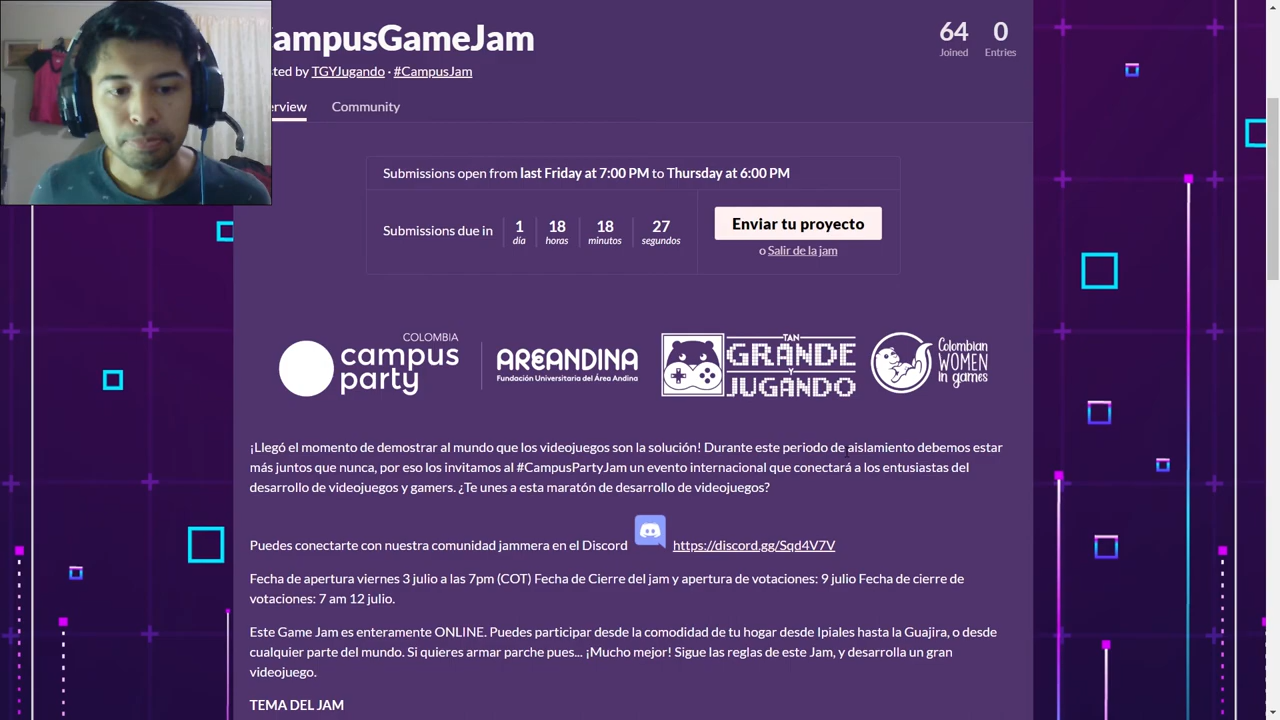 ampusGameJam
64
0
Joined
Entries
ted by TGYJugando · #CampusJam
erview
Community
Submissions open from last Friday at 7:00 PM to Thursday at 6:00 PM
Submissions due in
1
día
18
horas
18
minutos
27
segundos
Enviar tu proyecto
o Salir de la jam
COLOMBIA
campus
party
AREANDINA
Fundación Universitaria del Área Andina
TAN
GRANDE
Y
JUGANDO
Colombian
WOMEN
in games
¡Llegó el momento de demostrar al mundo que los videojuegos son la solución! Durante este periodo de aislamiento debemos estar
más juntos que nunca, por eso los invitamos al #CampusPartyJam un evento internacional que conectará a los entusiastas del
desarrollo de videojuegos y gamers. ¿Te unes a esta maratón de desarrollo de videojuegos?
Puedes conectarte con nuestra comunidad jammera en el Discord https://discord.gg/Sqd4V7V
Fecha de apertura viernes 3 julio a las 7pm (COT) Fecha de Cierre del jam y apertura de votaciones: 9 julio Fecha de cierre de
votaciones: 7 am 12 julio.
Este Game Jam es enteramente ONLINE. Puedes participar desde la comodidad de tu hogar desde Ipiales hasta la Guajira, o desde
cualquier parte del mundo. Si quieres armar parche pues... ¡Mucho mejor! Sigue las reglas de este Jam, y desarrolla un gran
videojuego.
TEMA DEL JAM